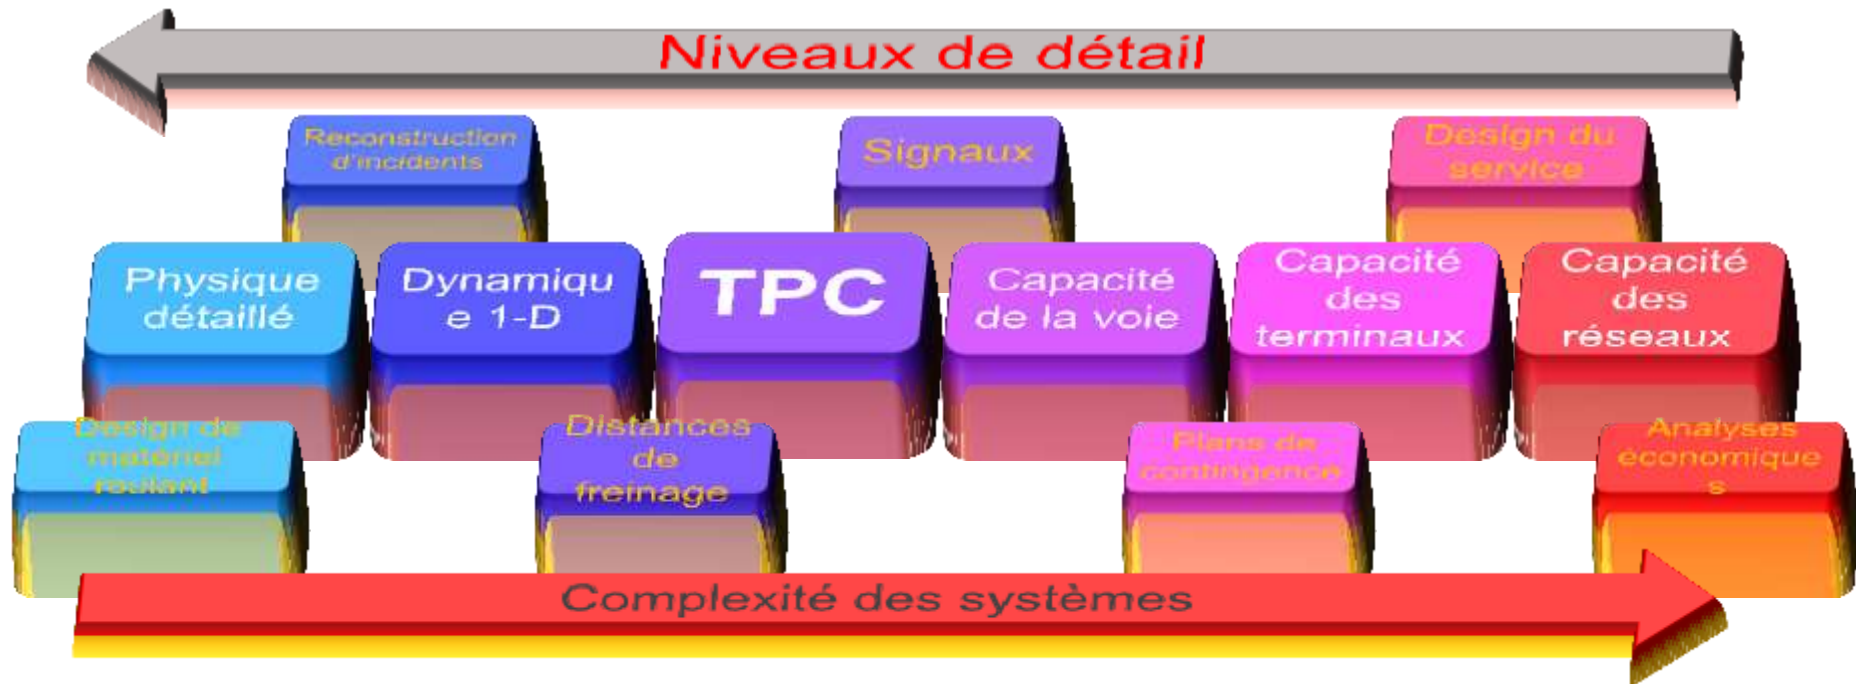 Niveaux de détail
Reconstruction
d'incidents
Signaux
Design du
service
Physique
détaillé
Dynamiqu
e 1-D
TPC
Capacité
de la voie
Capacité
des
terminaux
Capacité
des
réseaux
Design de
matériel
roulant
Distances
de
freinage
Plans de
contingence
Analyses
économique
s
Complexité des systèmes